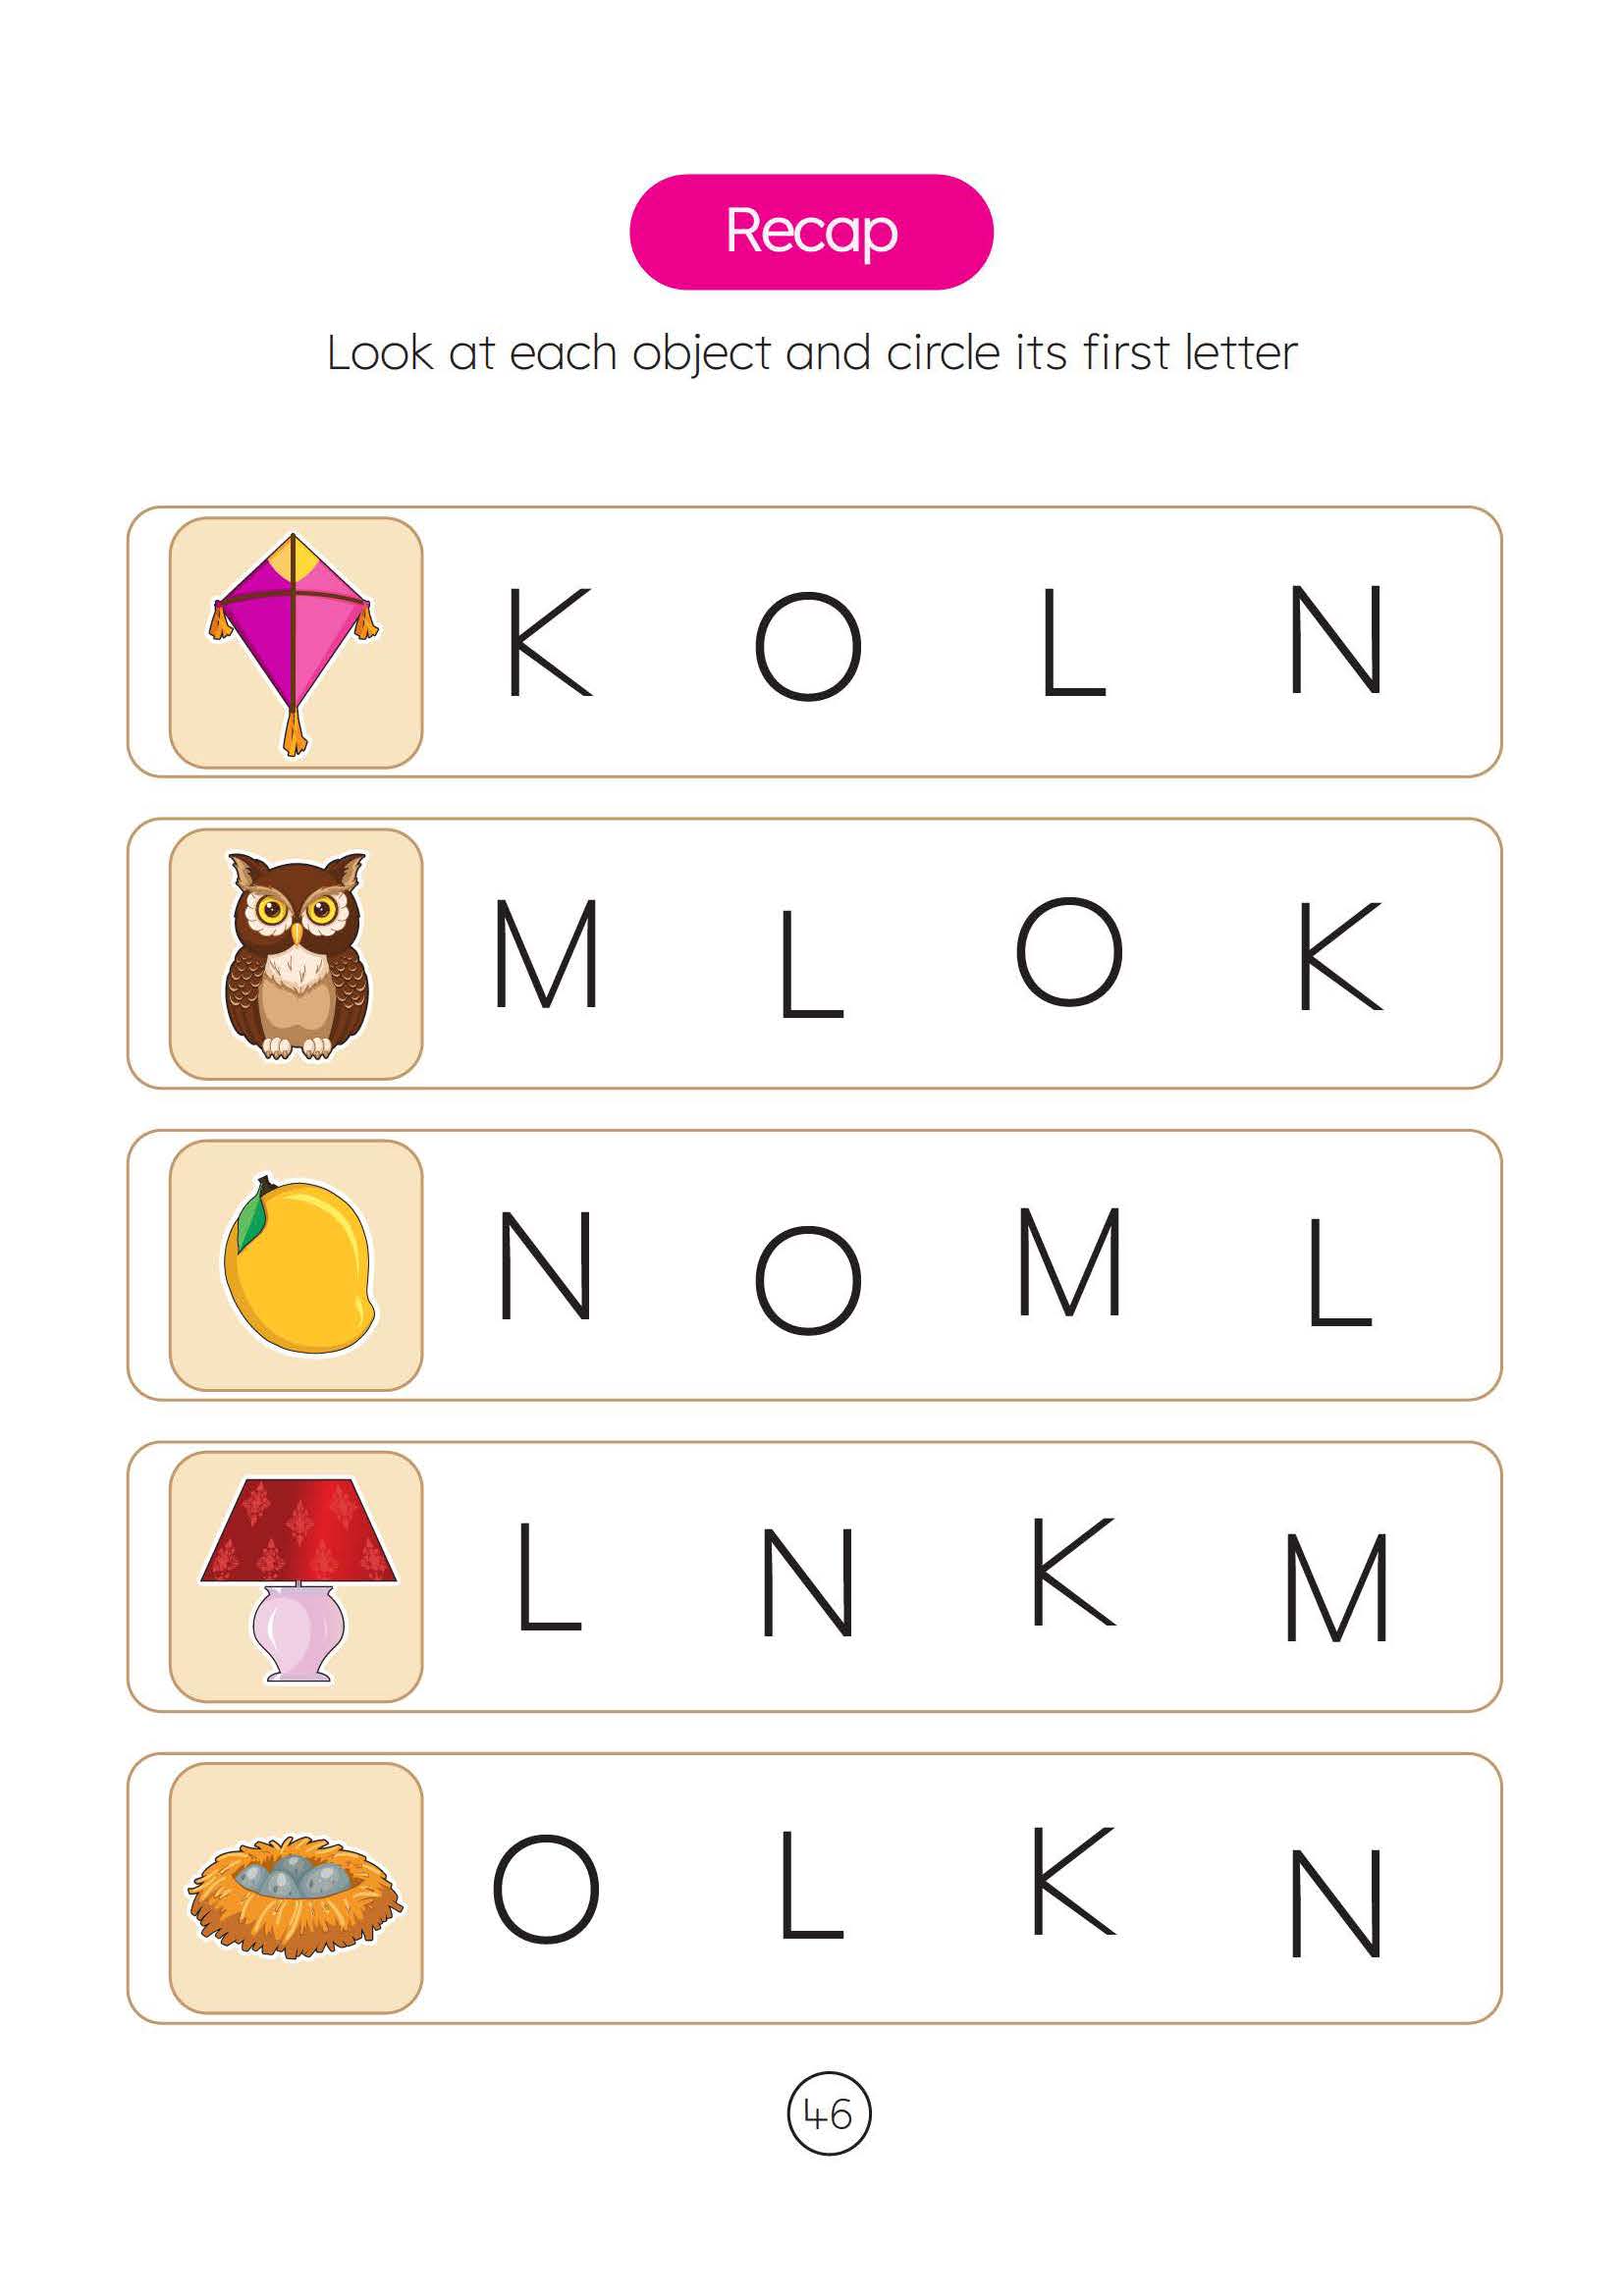 Recap
Look at each object and circle its first letter
K O L N
M L O K
N O M L
L N K M
O L K N
46